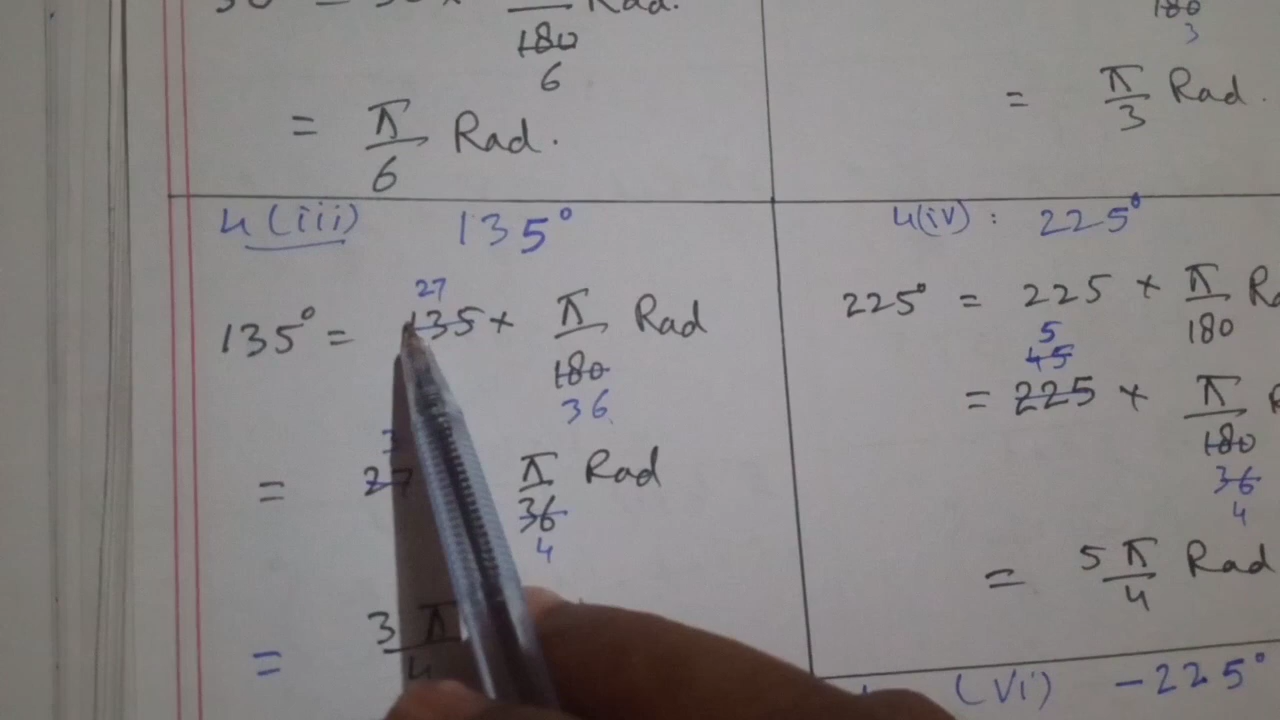 180
6
= π/6 Rad.
180
3
= π/3 Rad.
4(iii) 135°
27
135° = 135 × π/180 Rad
36
3
= 27 π/36 Rad
4
= 3π/4
4(iv) : 225°
225° = 225 × π/180
5
45
= 225 × π/180
36
4
= 5π/4 Rad
(vi) -225°